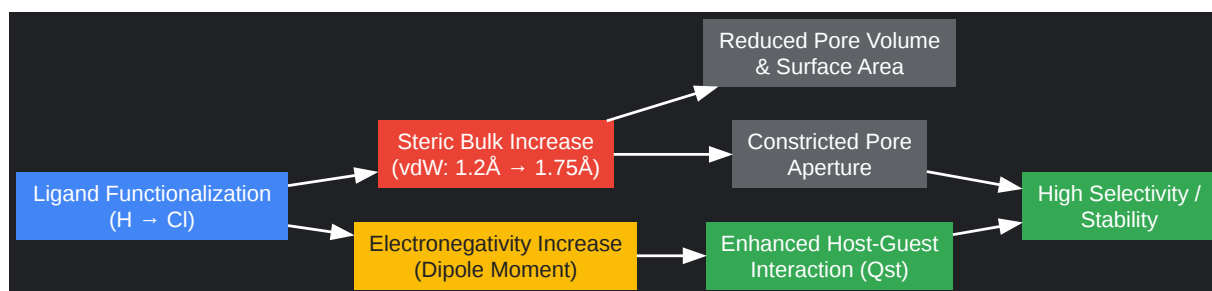 Ligand Functionalization
(H → Cl)
Steric Bulk Increase
(vdW: 1.2Å → 1.75Å)
Electronegativity Increase
(Dipole Moment)
Reduced Pore Volume
& Surface Area
Constricted Pore
Aperture
Enhanced Host-Guest
Interaction (Qst)
High Selectivity /
Stability